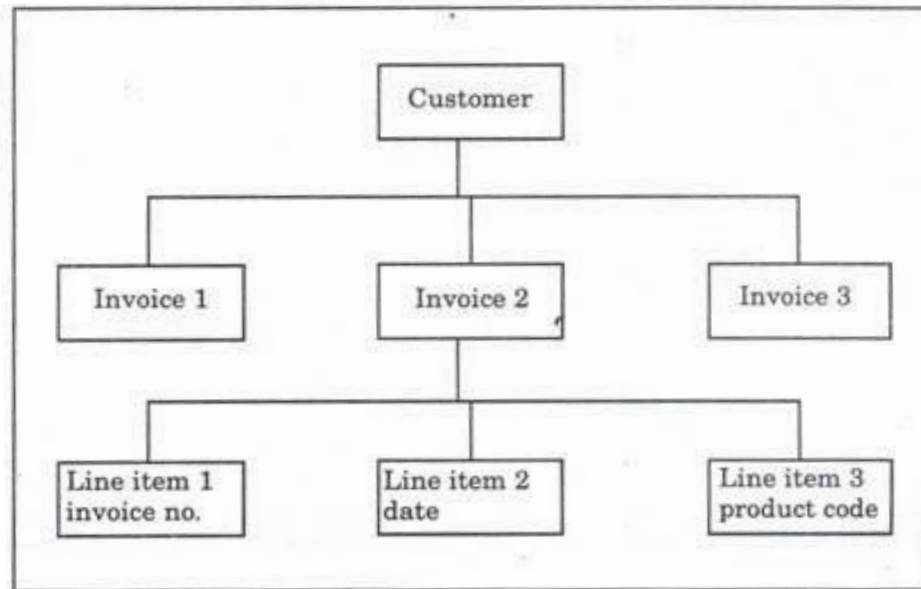 Customer
Invoice 1
Invoice 2
Invoice 3
Line item 1
invoice no.
Line item 2
date
Line item 3
product code